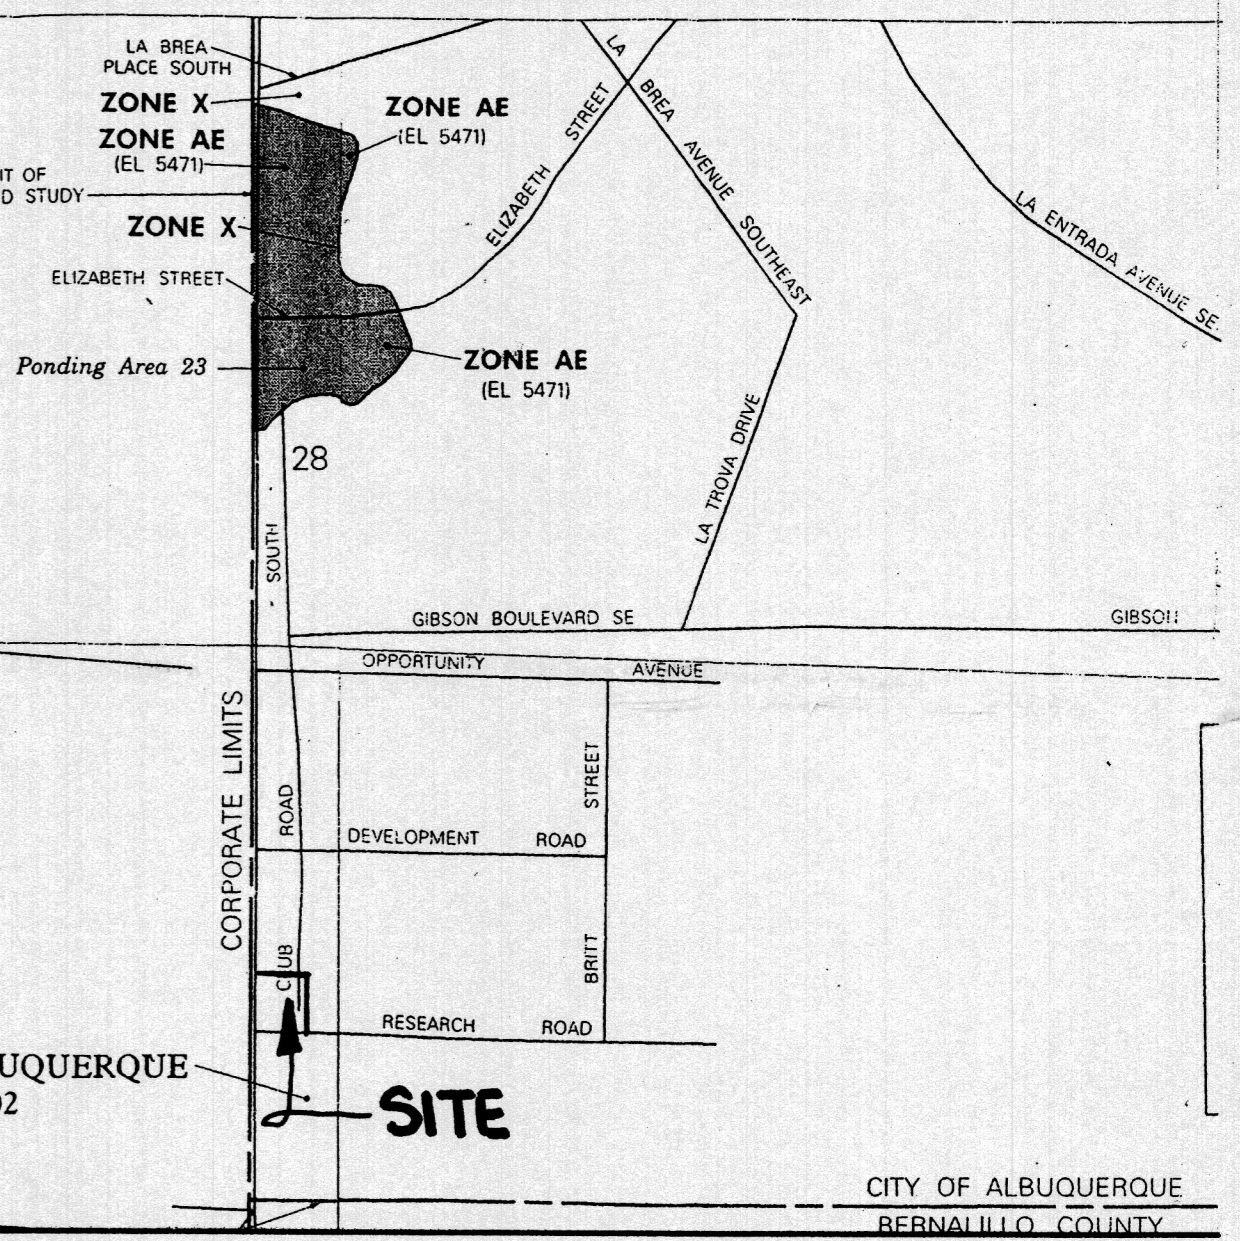 LA BREA
PLACE SOUTH
ZONE X
ZONE AE
(EL 5471)
ZONE AE
(EL 5471)
IT OF
D STUDY
ZONE X
ELIZABETH STREET
Ponding Area 23
ZONE AE
(EL 5471)
ELIZABETH STREET
LA BREA AVENUE SOUTHEAST
LA ENTRADA AVENUE SE
LA TROVA DRIVE
28
SOUTH
GIBSON BOULEVARD SE
GIBSON
OPPORTUNITY AVENUE
CORPORATE LIMITS
ROAD
STREET
DEVELOPMENT ROAD
CLUB
BRITT
RESEARCH ROAD
UQUERQUE
02
SITE
CITY OF ALBUQUERQUE
BERNALILLO COUNTY